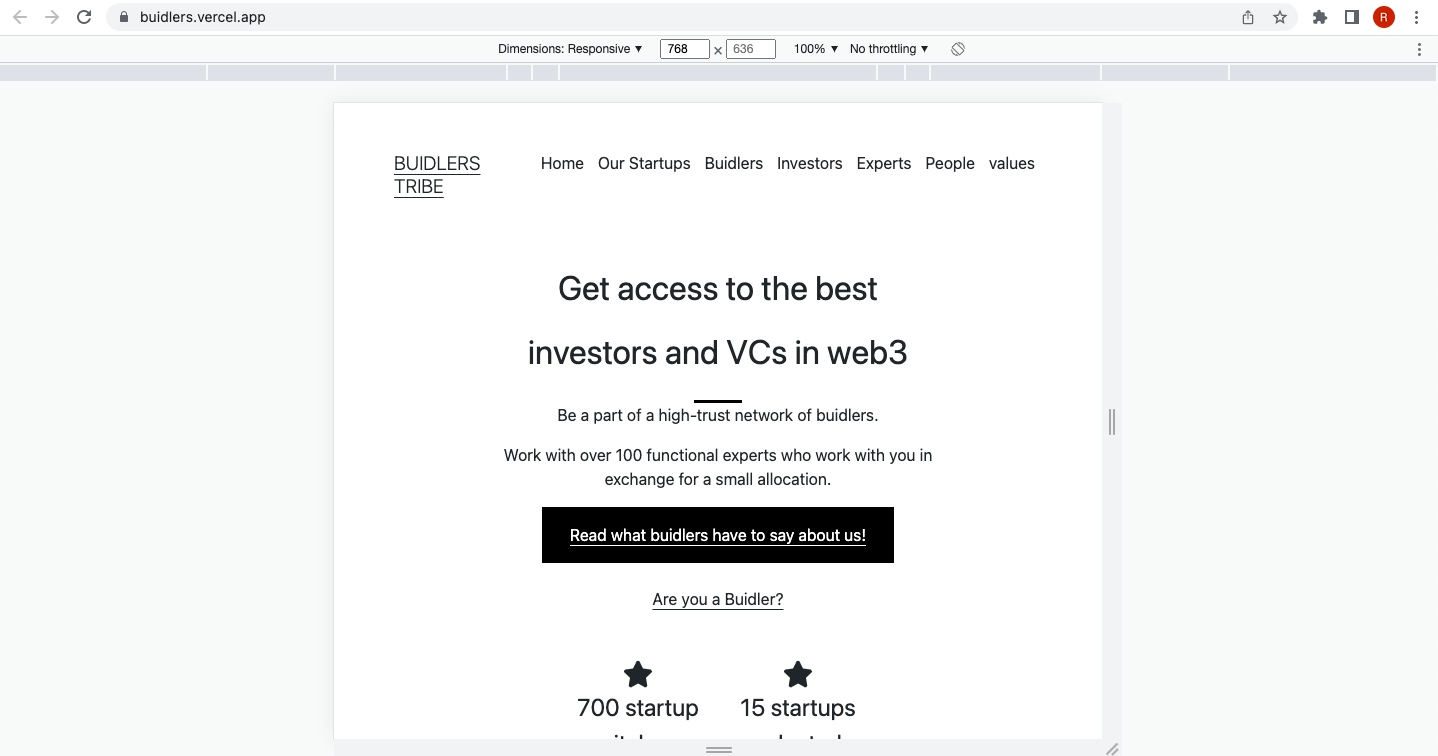 buidlers.vercel.app
R
Dimensions: Responsive ▼ 768 × 636 100% ▼ No throttling ▼
BUIDLERS
TRIBE
Home Our Startups Buidlers Investors Experts People values
Get access to the best
investors and VCs in web3
Be a part of a high-trust network of buidlers.
Work with over 100 functional experts who work with you in
exchange for a small allocation.
Read what buidlers have to say about us!
Are you a Buidler?
700 startup 15 startups